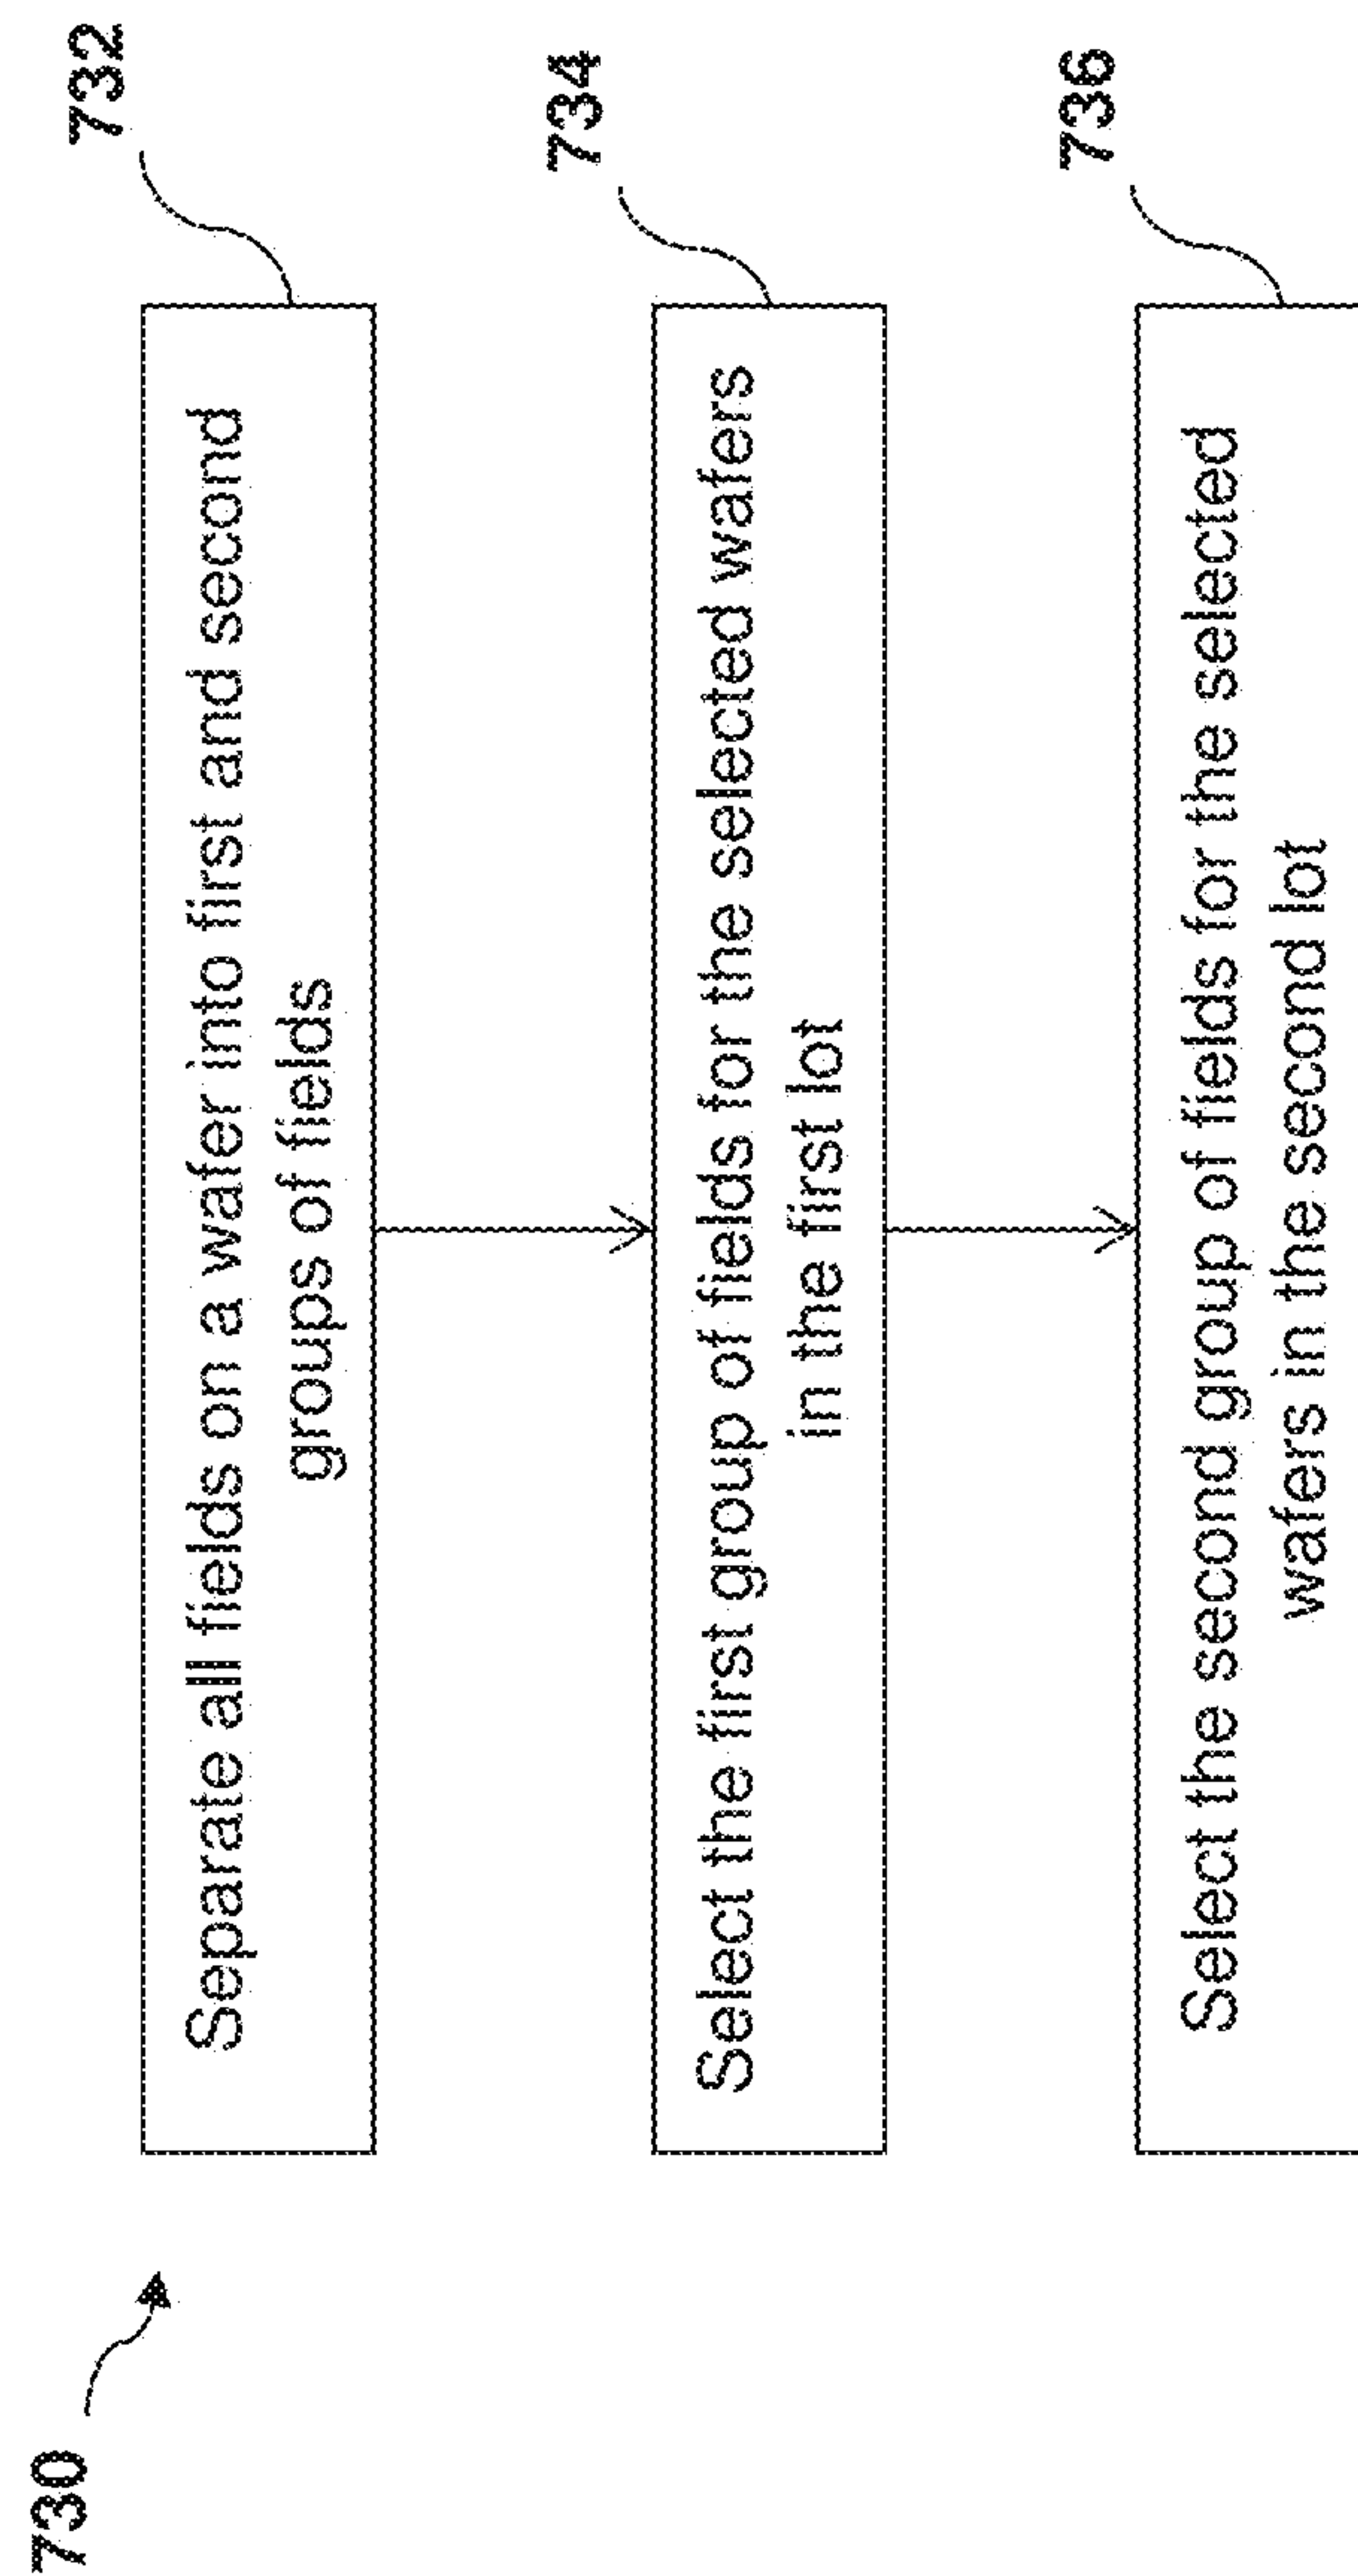 730
732
Separate all fields on a wafer into first and second
groups of fields
734
Select the first group of fields for the selected wafers
in the first lot
736
Select the second group of fields for the selected
wafers in the second lot